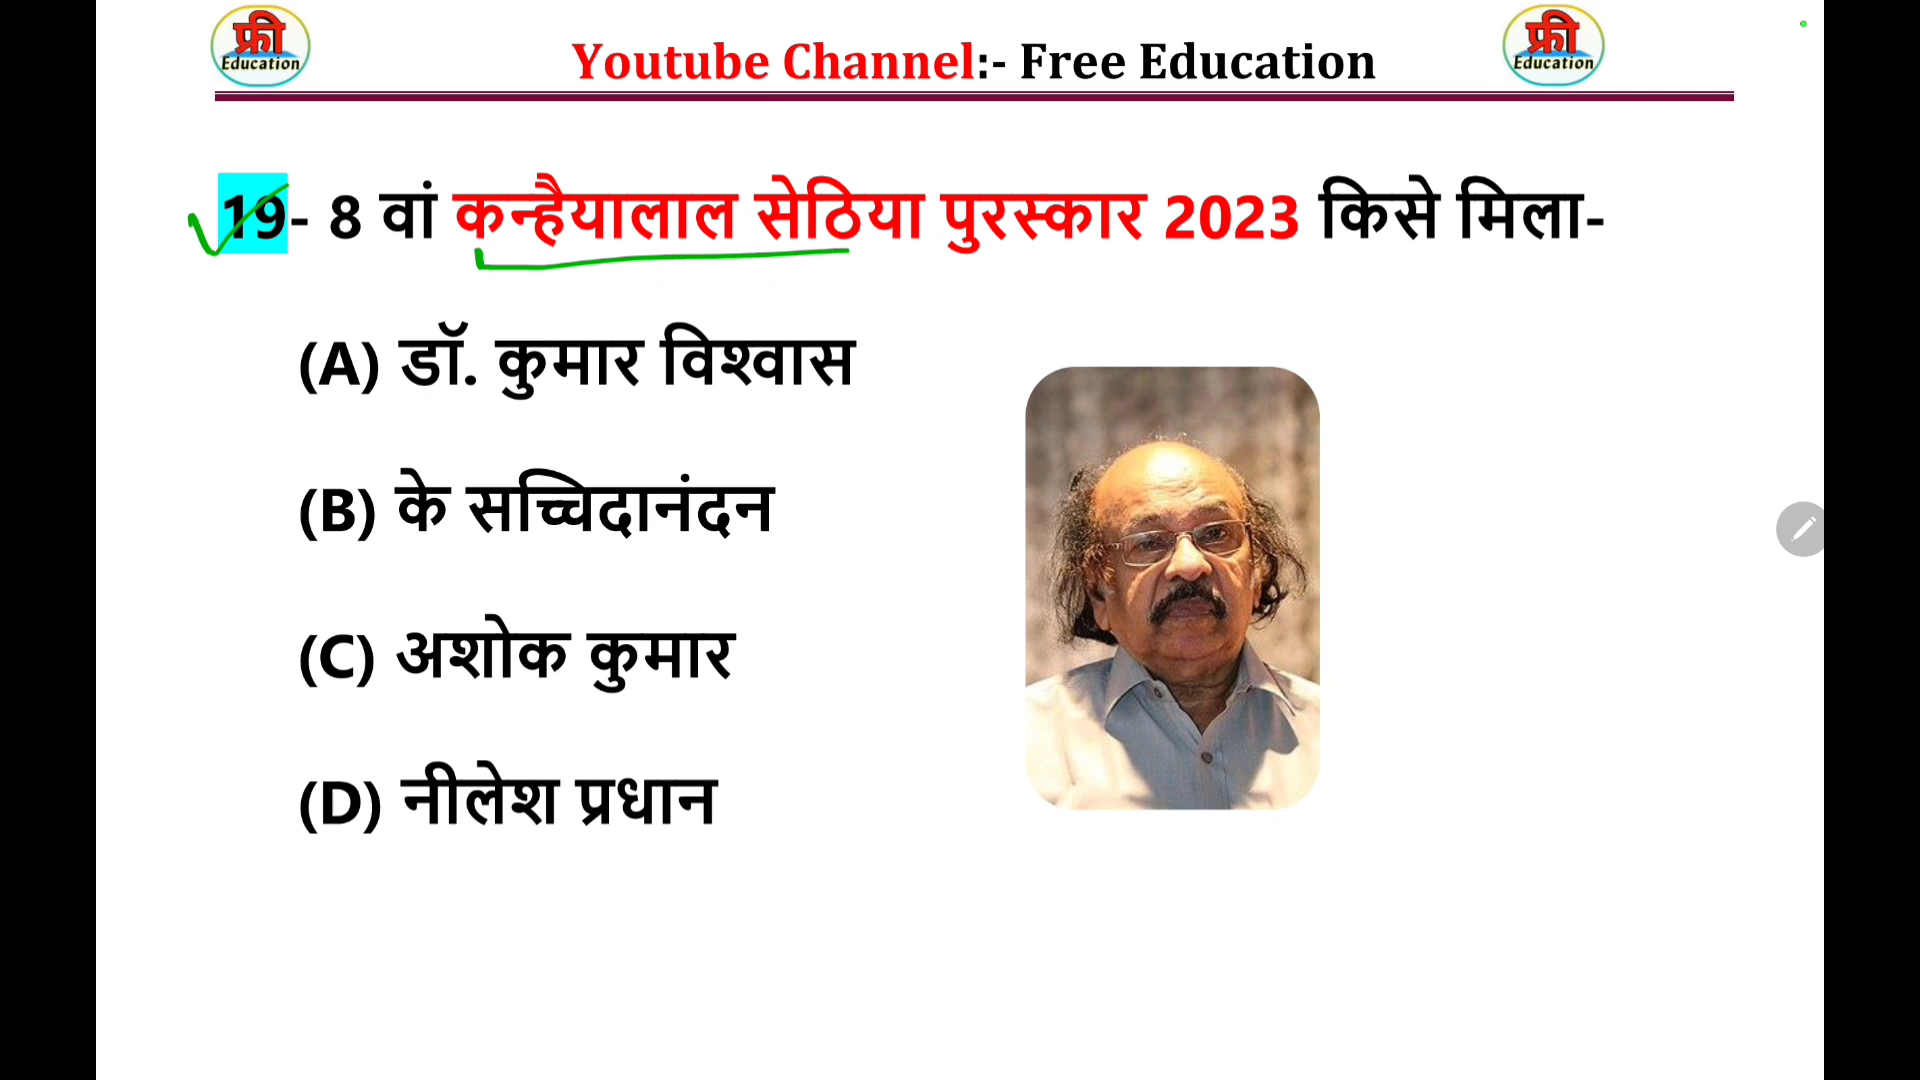 फ्री
Education
Youtube Channel:- Free Education
फ्री
Education
19- 8 वां कन्हैयालाल सेठिया पुरस्कार 2023 किसे मिला-
(A) डॉ. कुमार विश्वास
(B) के सच्चिदानंदन
(C) अशोक कुमार
(D) नीलेश प्रधान